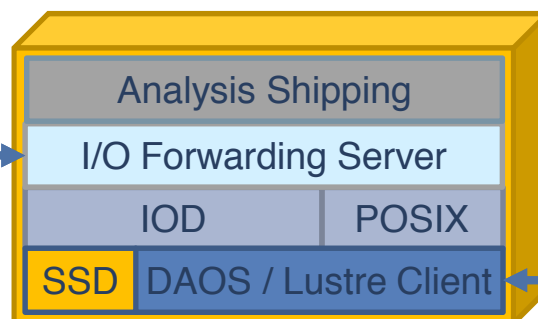 Analysis Shipping
I/O Forwarding Server
IOD POSIX
SSD DAOS / Lustre Client